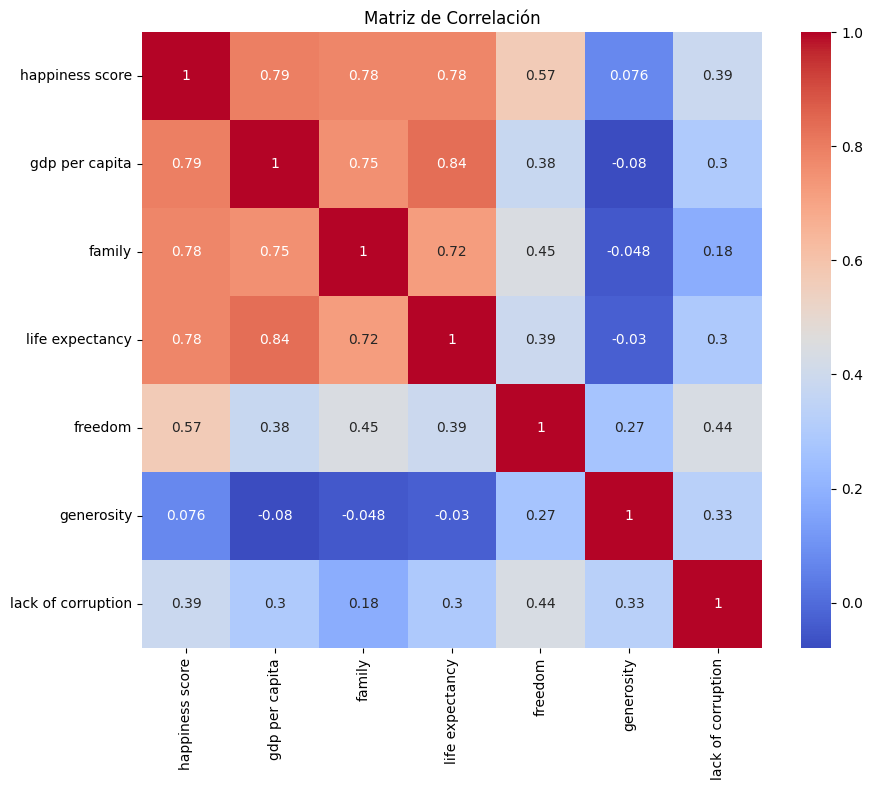 Matriz de Correlación
happiness score 1 0.79 0.78 0.78 0.57 0.076 0.39
gdp per capita 0.79 1 0.75 0.84 0.38 -0.08 0.3
family 0.78 0.75 1 0.72 0.45 -0.048 0.18
life expectancy 0.78 0.84 0.72 1 0.39 -0.03 0.3
freedom 0.57 0.38 0.45 0.39 1 0.27 0.44
generosity 0.076 -0.08 -0.048 -0.03 0.27 1 0.33
lack of corruption 0.39 0.3 0.18 0.3 0.44 0.33 1
happiness score
gdp per capita
family
life expectancy
freedom
generosity
lack of corruption
1.0
0.8
0.6
0.4
0.2
0.0